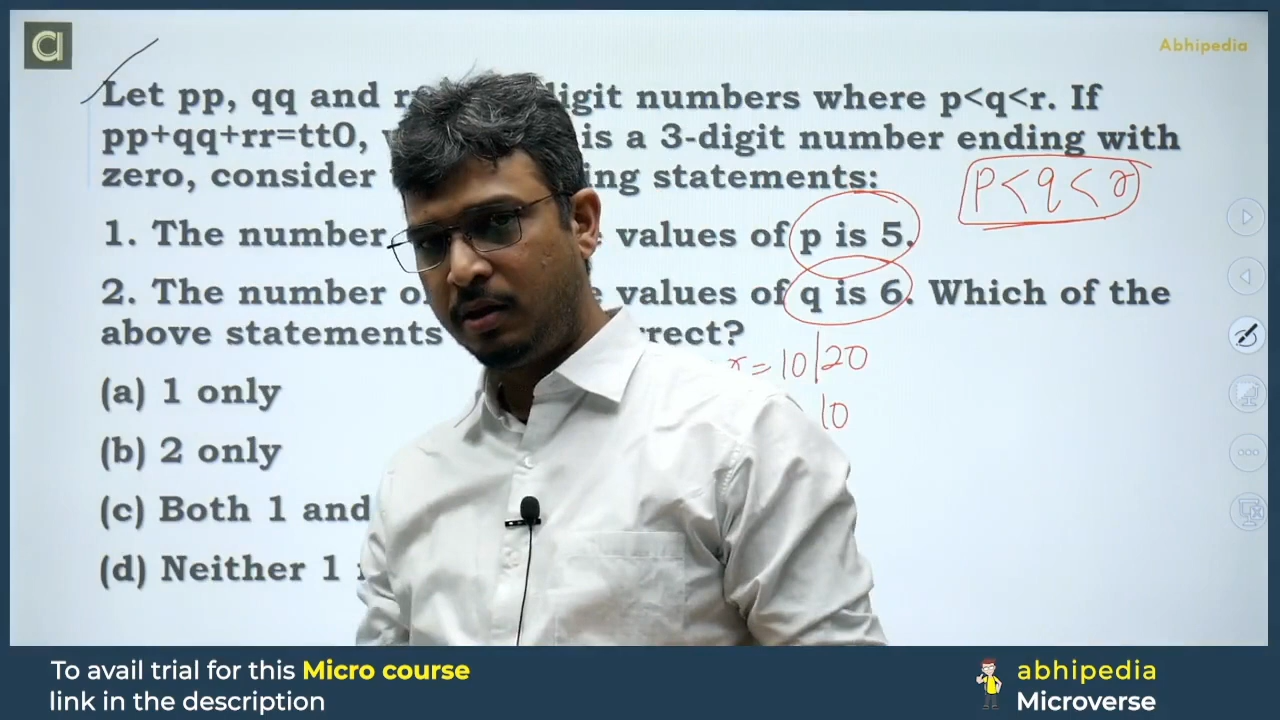 Abhipedia
Let pp, qq and digit numbers where p<q<r. If
pp+qq+rr=tt0, is a 3-digit number ending with
zero, consider ing statements:
p<q<r
1. The number values of p is 5.
2. The number values of q is 6. Which of the
above statements rrect?
= 10/20
(a) 1 only
10
(b) 2 only
(c) Both 1 and
(d) Neither 1
To avail trial for this Micro course
link in the description
abhipedia
Microverse